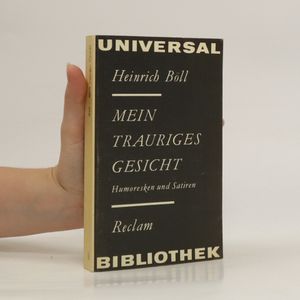 UNIVERSAL
Heinrich Böll
MEIN
TRAURIGES
GESICHT
Humoresken und Satiren
Reclam
BIBLIOTHEK